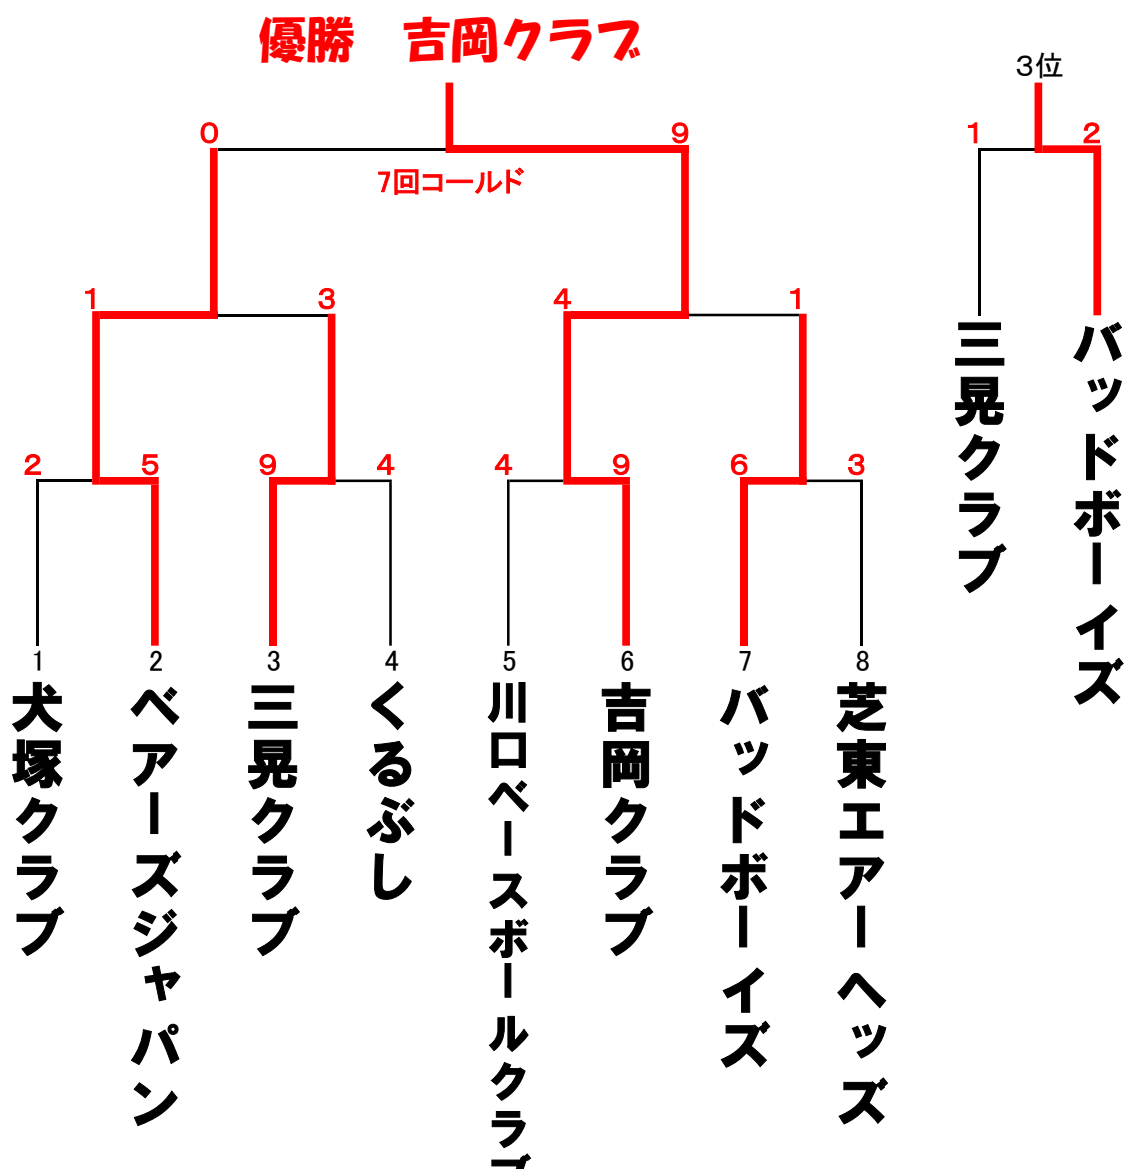 優勝　吉岡クラブ
3位
0
9
1
2
7回コールド
1
3
4
1
三晃クラブ
バッドボーイズ
2
5
9
4
4
9
6
3
1
2
3
4
5
6
7
8
犬塚クラブ
ベアーズジャパン
三晃クラブ
くるぶし
川口ベースボールクラブ
吉岡クラブ
バッドボーイズ
芝東エアーヘッズ